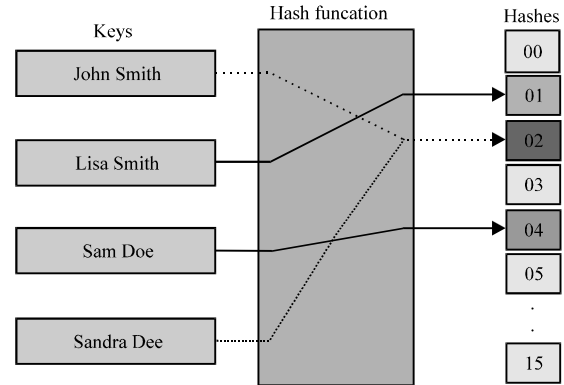 Keys
Hash funcation
Hashes
John Smith
Lisa Smith
Sam Doe
Sandra Dee
00
01
02
03
04
05
.
.
15